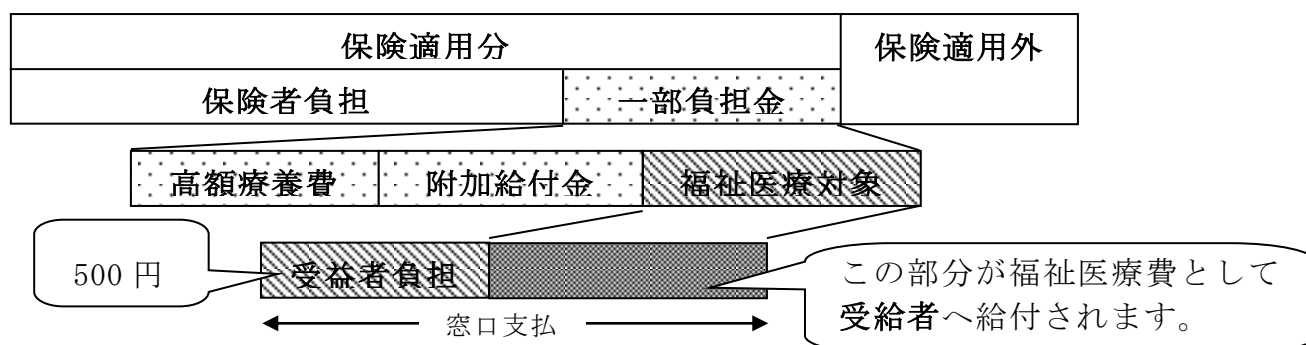 保険適用分
保険適用外
保険者負担
一部負担金
高額療養費
附加給付金
福祉医療対象
500 円
受益者負担
この部分が福祉医療費として
受給者へ給付されます。
窓口支払